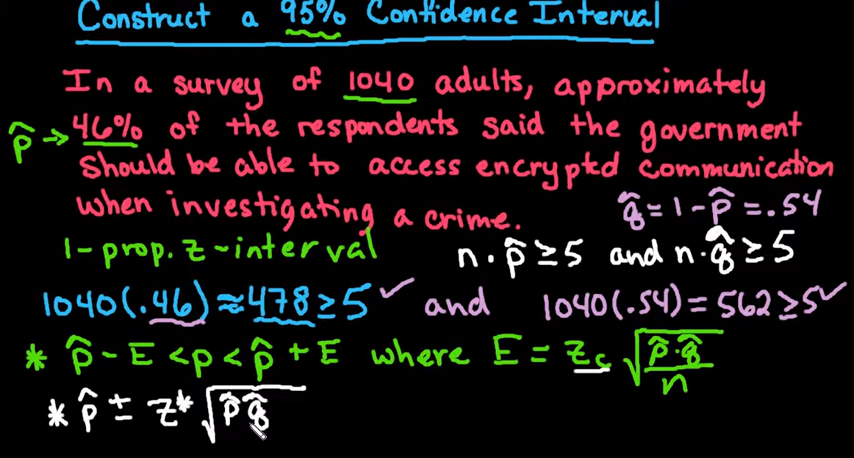 Construct a 95% Confidence Interval
In a survey of 1040 adults, approximately
p̂ → 46% of the respondents said the government
should be able to access encrypted communication
when investigating a crime. q̂ = 1 - p̂ = .54
1-prop. z-interval n · p̂ ≥ 5 and n · q̂ ≥ 5
1040(.46) ≈ 478 ≥ 5 ✓ and 1040(.54) = 562 ≥ 5 ✓
* p̂ - E < p < p̂ + E where E = z_c √(p̂·q̂/n)
* p̂ ± z* √p̂ q̂